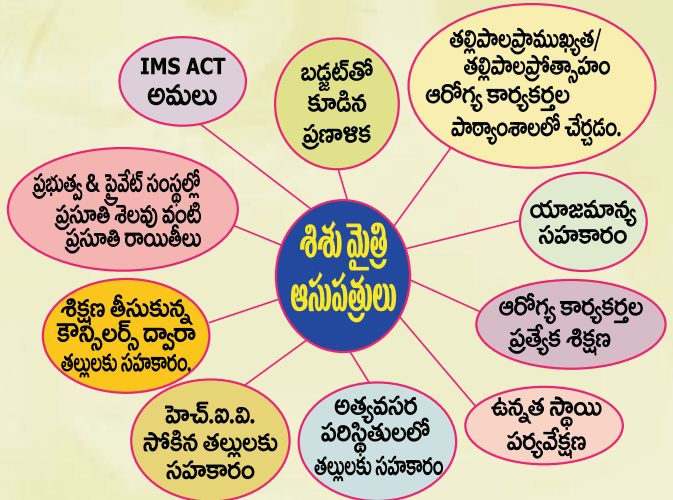 IMS ACT
అమలు
బడ్జట్‌తో
కూడిన
ప్రణాళిక
తల్లిపాలప్రాముఖ్యత/
తల్లిపాలప్రోత్సాహం
ఆరోగ్య కార్యకర్తల
పాఠ్యాంశాలలో చేర్చడం.
ప్రభుత్వ & ప్రైవేట్ సంస్థల్లో
ప్రసూతి శెలవు వంటి
ప్రసూతి రాయితీలు
శిశు మైత్రి
ఆసుపత్రులు
యాజమాన్య
సహకారం
శిక్షణ తీసుకున్న
కౌన్సిలర్స్ ద్వారా
తల్లులకు సహకారం.
ఆరోగ్య కార్యకర్తల
ప్రత్యేక శిక్షణ
హెచ్.ఐ.వి.
సోకిన తల్లులకు
సహకారం
అత్యవసర
పరిస్థితులలో
తల్లులకు సహకారం
ఉన్నత స్థాయి
పర్యవేక్షణ